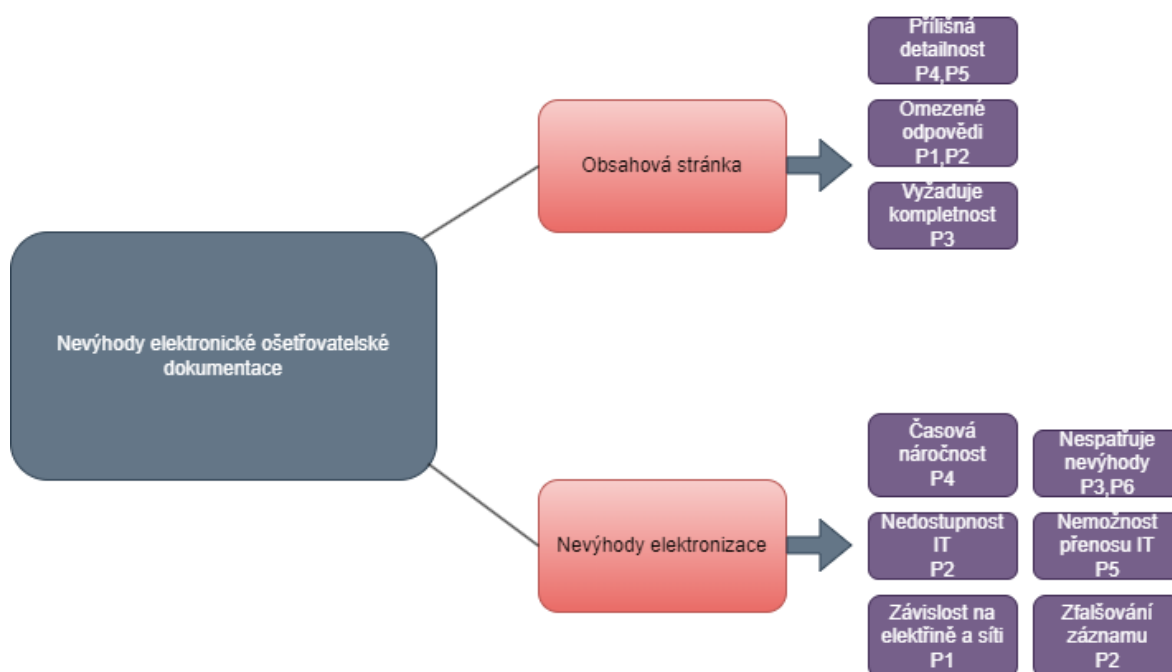 Nevýhody elektronické ošetřovatelské
dokumentace
Obsahová stránka
Přílišná
detailnost
P4,P5
Omezené
odpovědi
P1,P2
Vyžaduje
kompletnost
P3
Nevýhody elektronizace
Časová
náročnost
P4
Nespatřuje
nevýhody
P3,P6
Nedostupnost
IT
P2
Nemožnost
přenosu IT
P5
Závislost na
elektřině a síti
P1
Zfalšování
záznamu
P2